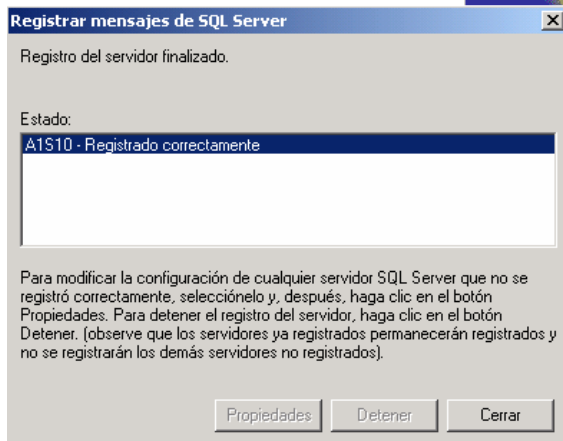 Registrar mensajes de SQL Server
Registro del servidor finalizado.
Estado:
A1S10 - Registrado correctamente
Para modificar la configuración de cualquier servidor SQL Server que no se
registró correctamente, selecciónelo y, después, haga clic en el botón
Propiedades. Para detener el registro del servidor, haga clic en el botón
Detener. (observe que los servidores ya registrados permanecerán registrados y
no se registrarán los demás servidores no registrados).
Propiedades Detener Cerrar